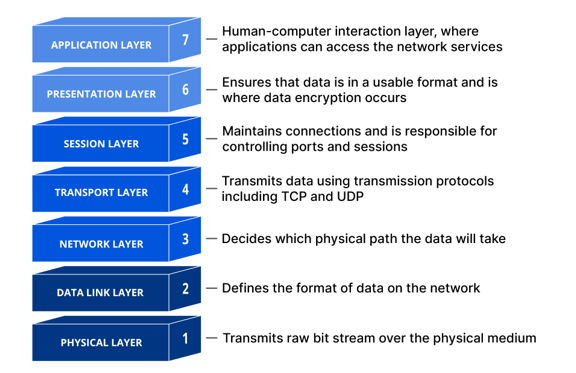 APPLICATION LAYER 7 — Human-computer interaction layer, where
applications can access the network services
PRESENTATION LAYER 6 — Ensures that data is in a usable format and is
where data encryption occurs
SESSION LAYER 5 — Maintains connections and is responsible for
controlling ports and sessions
TRANSPORT LAYER 4 — Transmits data using transmission protocols
including TCP and UDP
NETWORK LAYER 3 — Decides which physical path the data will take
DATA LINK LAYER 2 — Defines the format of data on the network
PHYSICAL LAYER 1 — Transmits raw bit stream over the physical medium